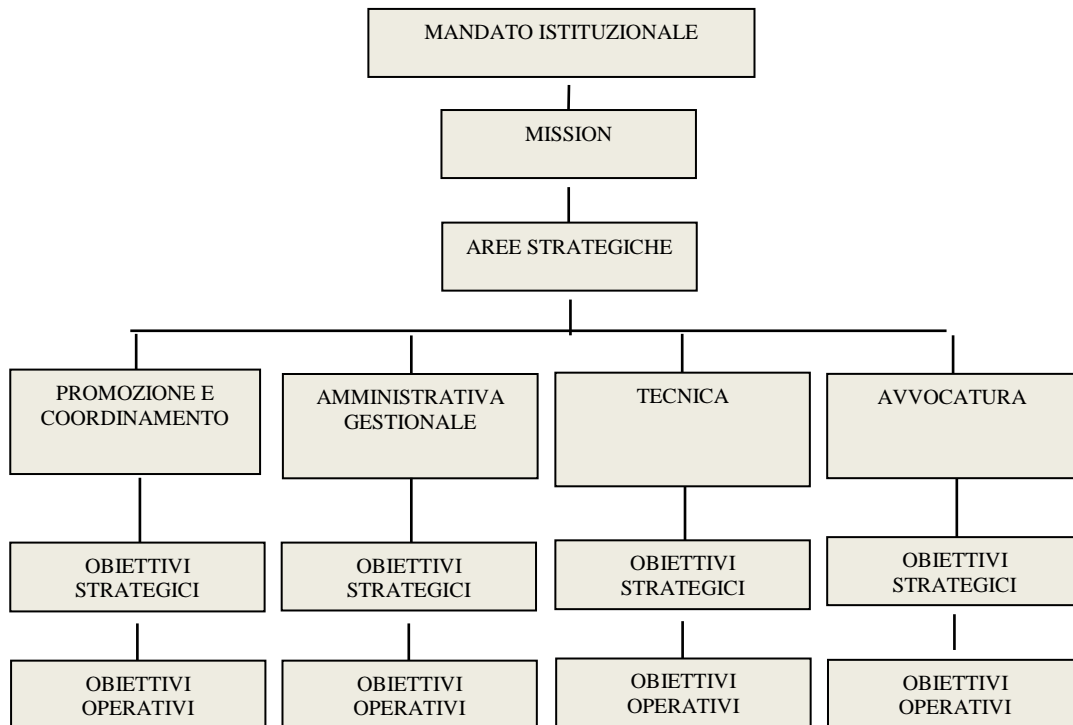 MANDATO ISTITUZIONALE
MISSION
AREE STRATEGICHE
PROMOZIONE E
COORDINAMENTO
AMMINISTRATIVA
GESTIONALE
TECNICA
AVVOCATURA
OBIETTIVI
STRATEGICI
OBIETTIVI
STRATEGICI
OBIETTIVI
STRATEGICI
OBIETTIVI
STRATEGICI
OBIETTIVI
OPERATIVI
OBIETTIVI
OPERATIVI
OBIETTIVI
OPERATIVI
OBIETTIVI
OPERATIVI